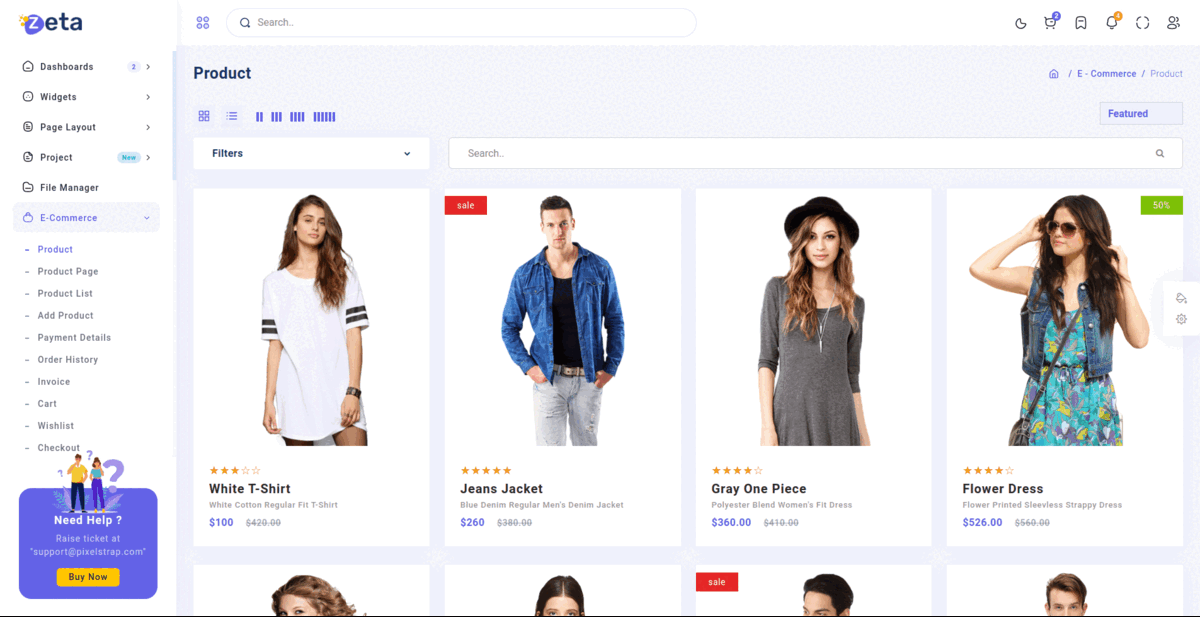 Zeta
Search..
2
4
Dashboards 2
Widgets
Page Layout
Project New
File Manager
E-Commerce
- Product
- Product Page
- Product List
- Add Product
- Payment Details
- Order History
- Invoice
- Cart
- Wishlist
- Checkout
Need Help ?
Raise ticket at
"support@pixelstrap.com"
Buy Now
Product
/ E - Commerce / Product
Featured
Filters
Search..
White T-Shirt
White Cotton Regular Fit T-Shirt
$100 $420.00
sale
Jeans Jacket
Blue Denim Regular Men's Denim Jacket
$260 $380.00
Gray One Piece
Polyester Blend Women's Fit Dress
$360.00 $410.00
50%
Flower Dress
Flower Printed Sleevless Strappy Dress
$526.00 $560.00
sale